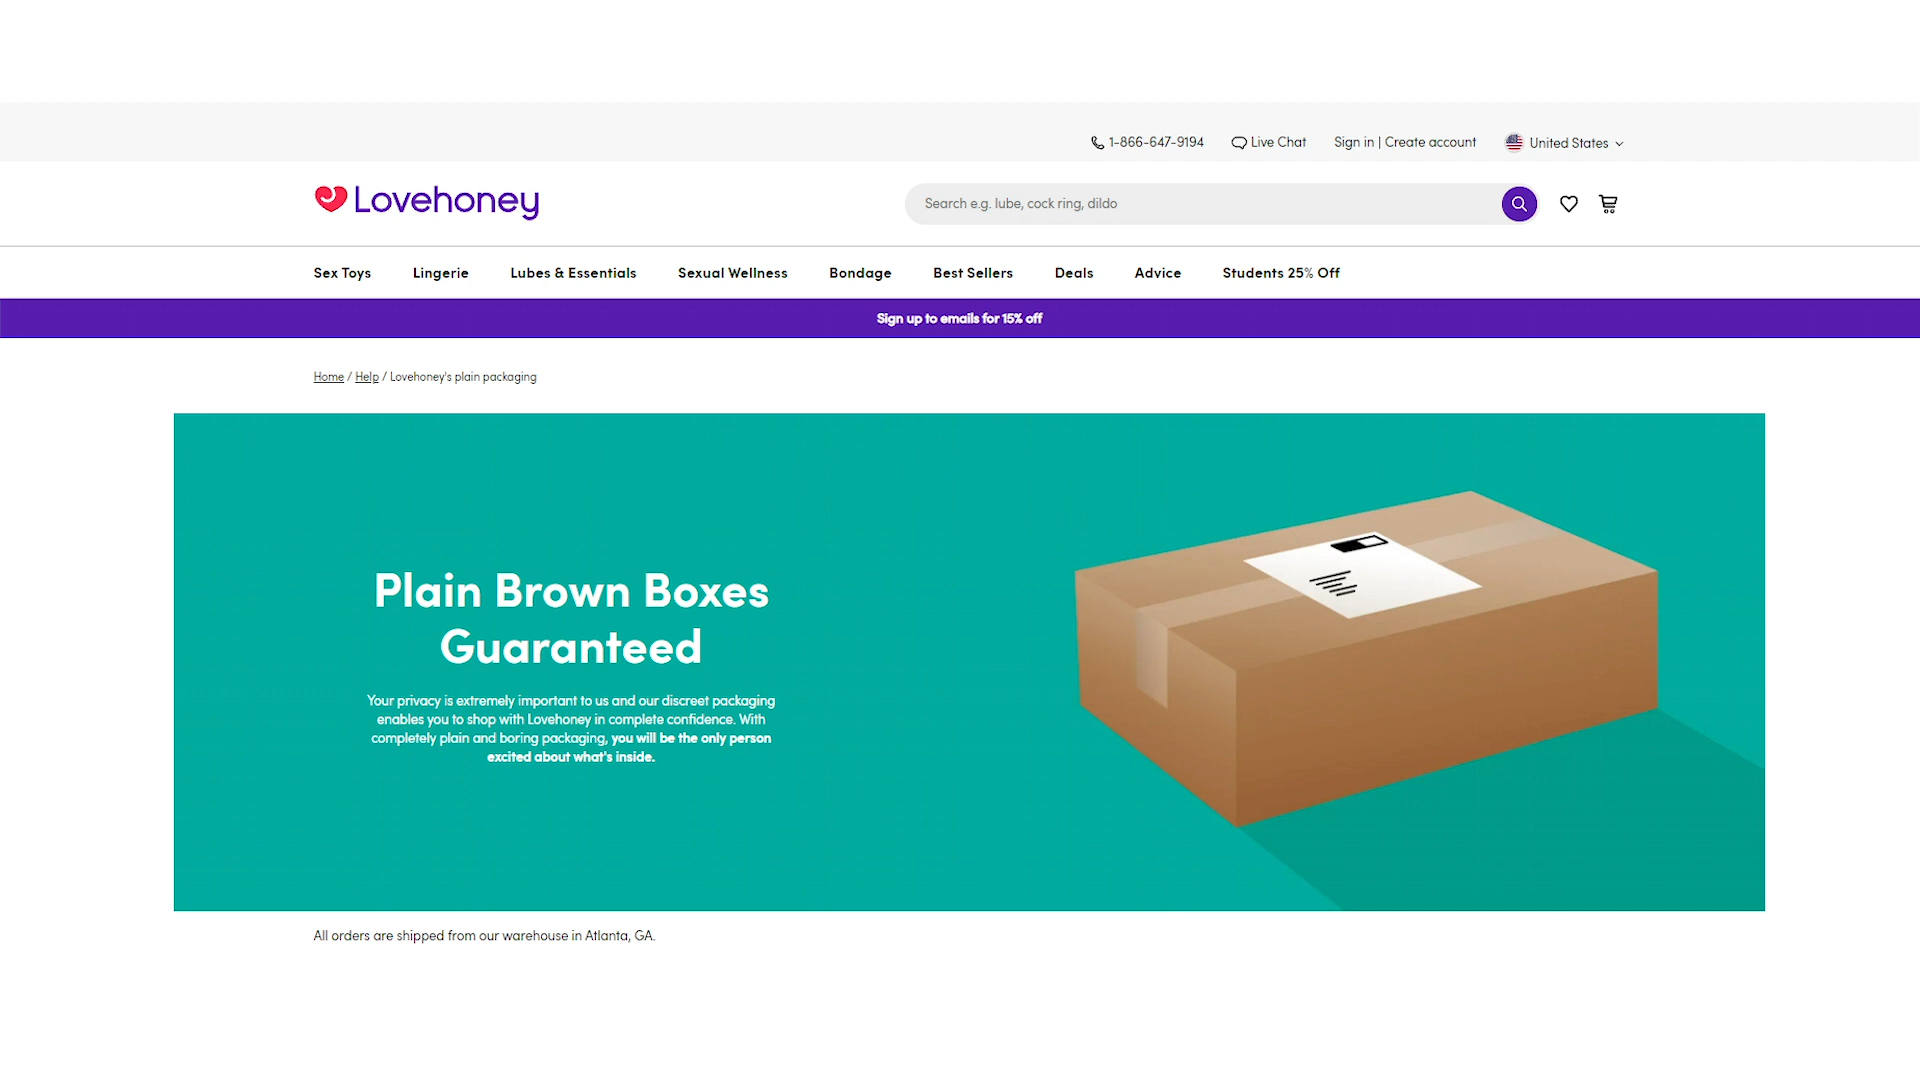 1-866-647-9194 Live Chat Sign in | Create account United States
Lovehoney
Search e.g. lube, cock ring, dildo
Sex Toys Lingerie Lubes & Essentials Sexual Wellness Bondage Best Sellers Deals Advice Students 25% Off
Sign up to emails for 15% off
Home / Help / Lovehoney's plain packaging
Plain Brown Boxes
Guaranteed
Your privacy is extremely important to us and our discreet packaging
enables you to shop with Lovehoney in complete confidence. With
completely plain and boring packaging, you will be the only person
excited about what's inside.
All orders are shipped from our warehouse in Atlanta, GA.